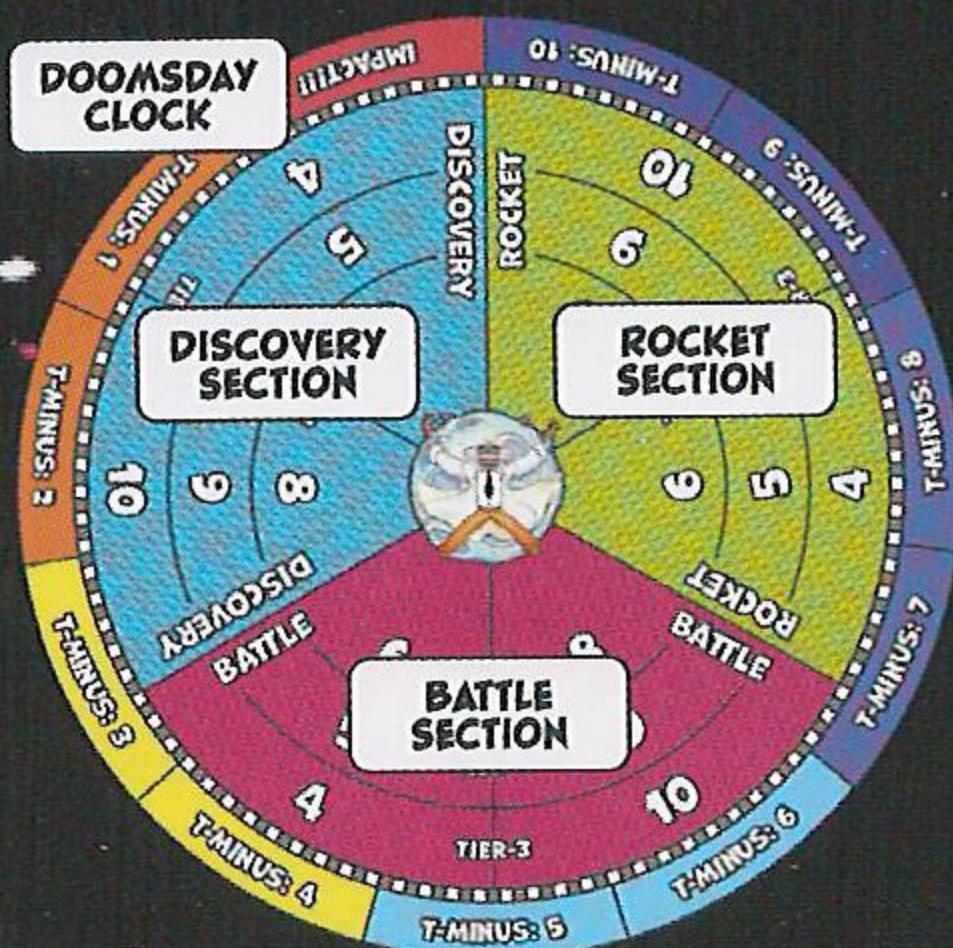 DOOMSDAY
CLOCK
IMPACT!!!
T-MINUS: 10
T-MINUS: 9
T-MINUS: 8
T-MINUS: 7
T-MINUS: 6
T-MINUS: 5
T-MINUS: 4
T-MINUS: 3
T-MINUS: 2
T-MINUS: 1
DISCOVERY
4
5
DISCOVERY
SECTION
10
9
8
DISCOVERY
ROCKET
10
9
ROCKET
SECTION
6
5
4
ROCKET
BATTLE
BATTLE
BATTLE
SECTION
4
10
TIER-3